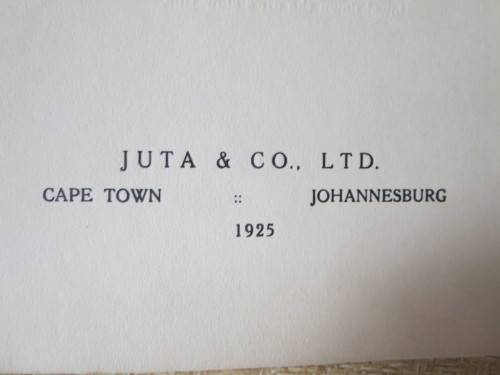 JUTA & CO., LTD.
CAPE TOWN :: JOHANNESBURG
1925